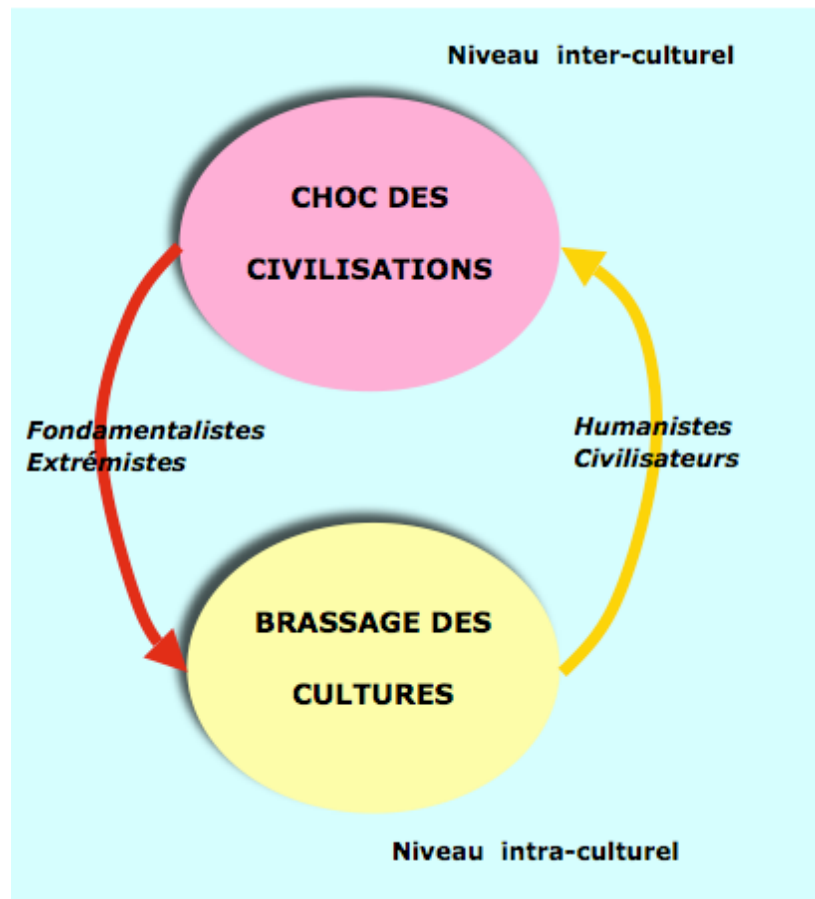 Niveau inter-culturel
CHOC DES
CIVILISATIONS
Fondamentalistes
Extrémistes
Humanistes
Civilisateurs
BRASSAGE DES
CULTURES
Niveau intra-culturel